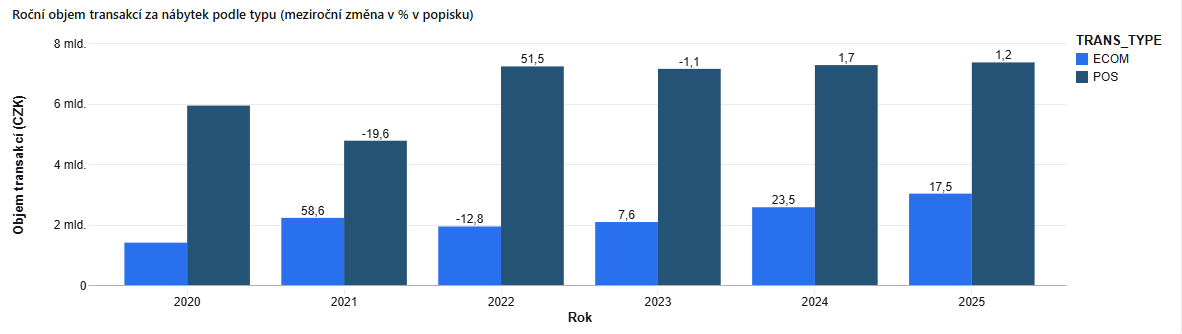 Roční objem transakcí za nábytek podle typu (meziroční změna v % v popisku)
TRANS_TYPE
ECOM
POS
Objem transakcí (CZK)
8 mld.
6 mld.
4 mld.
2 mld.
0
58,6
-19,6
-12,8
51,5
7,6
-1,1
23,5
1,7
17,5
1,2
2020
2021
2022
2023
2024
2025
Rok